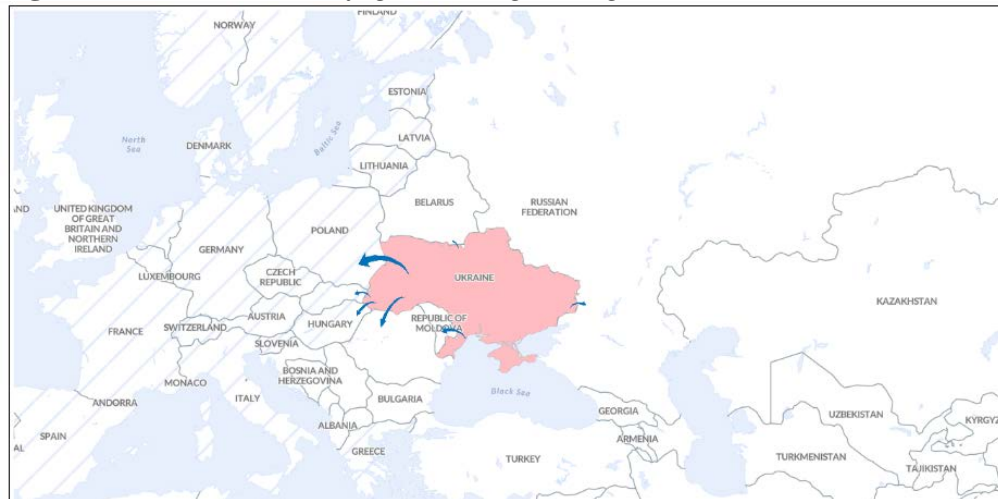 NORWAY
FINLAND
ESTONIA
North
Sea
Baltic Sea
LATVIA
DENMARK
LITHUANIA
BELARUS
RUSSIAN
FEDERATION
UNITED KINGDOM
OF GREAT
BRITAIN AND
NORTHERN
IRELAND
POLAND
GERMANY
LUXEMBOURG
CZECH
REPUBLIC
UKRAINE
KAZAKHSTAN
FRANCE
SWITZERLAND
AUSTRIA
HUNGARY
REPUBLIC OF
MOLDOVA
SLOVENIA
BOSNIA AND
HERZEGOVINA
MONACO
ANDORRA
ITALY
BULGARIA
Black Sea
GEORGIA
UZBEKISTAN
KYRGYZ
SPAIN
ALBANIA
GREECE
TURKEY
ARMENIA
TURKMENISTAN
TAJIKISTAN